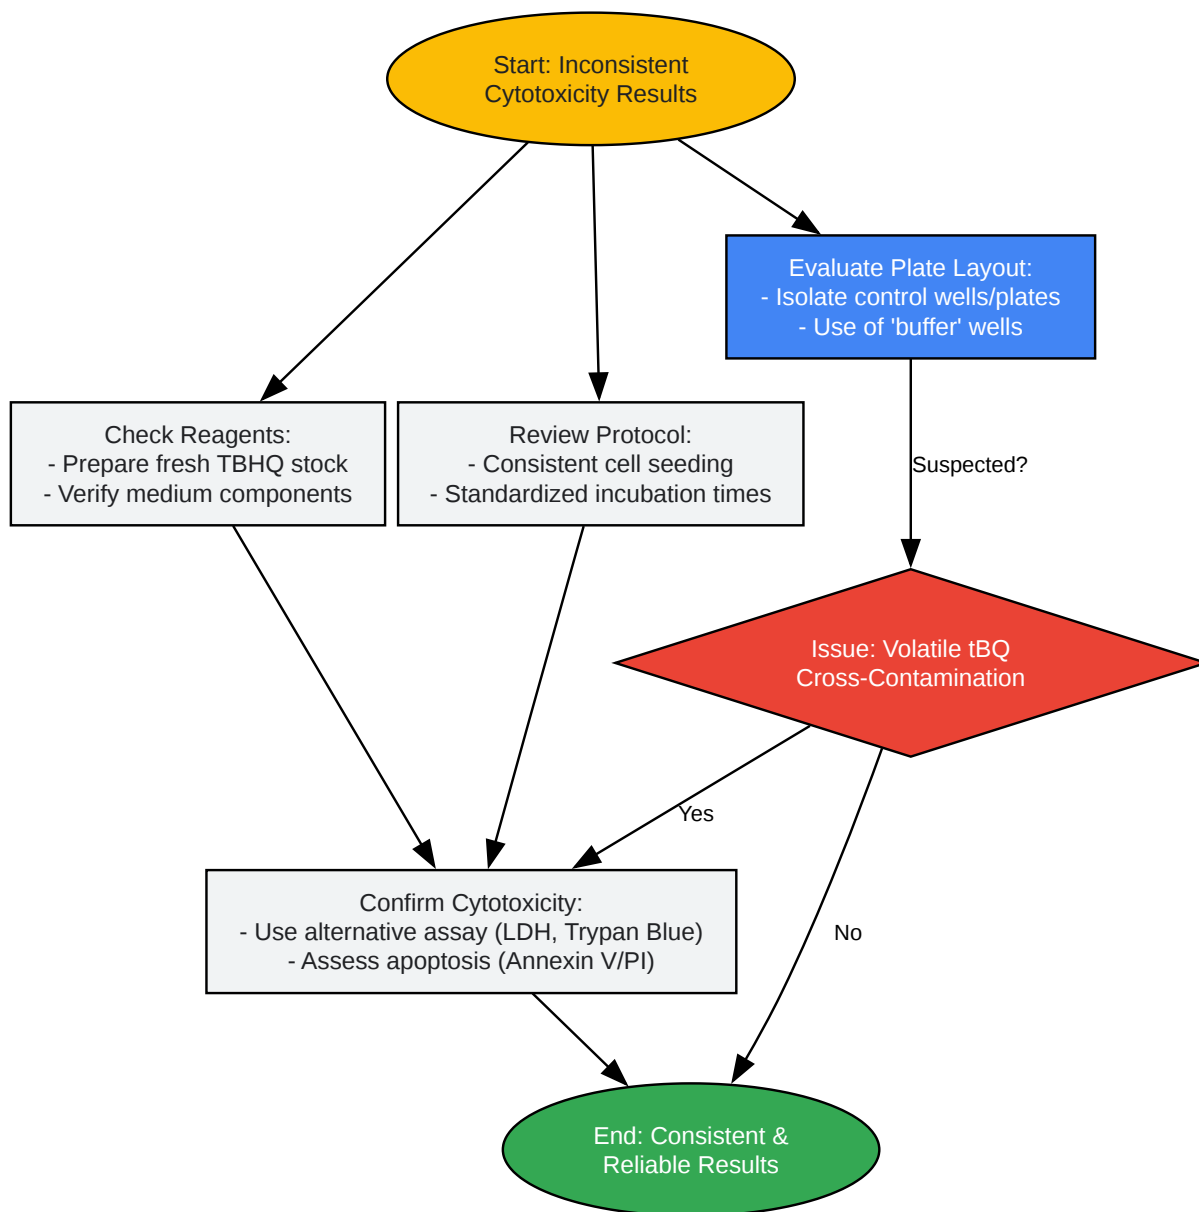 Start: Inconsistent
Cytotoxicity Results
Evaluate Plate Layout:
- Isolate control wells/plates
- Use of 'buffer' wells
Check Reagents:
- Prepare fresh TBHQ stock
- Verify medium components
Review Protocol:
- Consistent cell seeding
- Standardized incubation times
Suspected?
Issue: Volatile tBQ
Cross-Contamination
Yes
No
Confirm Cytotoxicity:
- Use alternative assay (LDH, Trypan Blue)
- Assess apoptosis (Annexin V/PI)
End: Consistent &
Reliable Results